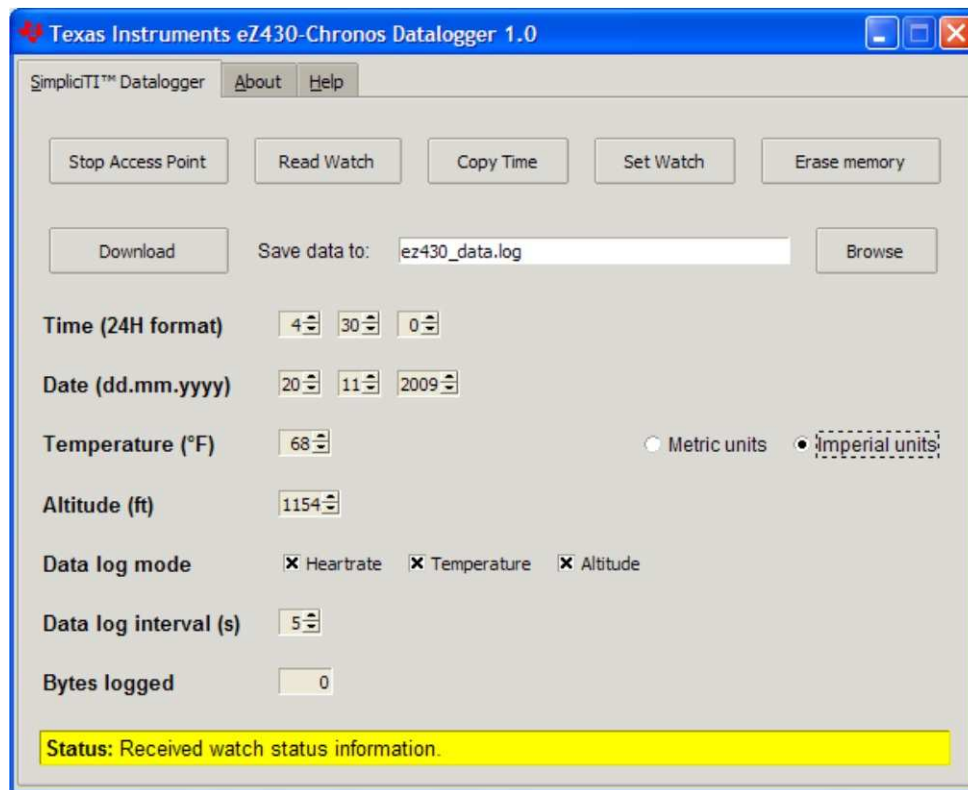 Texas Instruments eZ430-Chronos Datalogger 1.0
SimpliciTI™ Datalogger About Help
Stop Access Point Read Watch Copy Time Set Watch Erase memory
Download Save data to: ez430_data.log Browse
Time (24H format) 4 30 0
Date (dd.mm.yyyy) 20 11 2009
Temperature (°F) 68 Metric units Imperial units
Altitude (ft) 1154
Data log mode Heartrate Temperature Altitude
Data log interval (s) 5
Bytes logged 0
Status: Received watch status information.